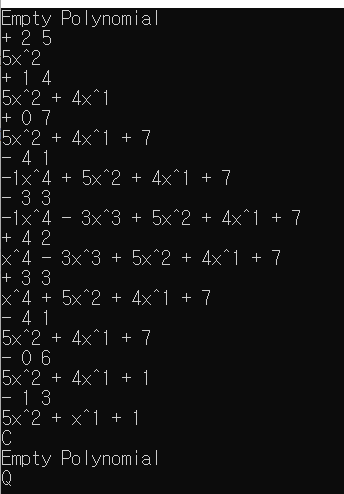 Empty Polynomial
+ 2 5
5x^2
+ 1 4
5x^2 + 4x^1
+ 0 7
5x^2 + 4x^1 + 7
- 4 1
-1x^4 + 5x^2 + 4x^1 + 7
- 3 3
-1x^4 - 3x^3 + 5x^2 + 4x^1 + 7
+ 4 2
x^4 - 3x^3 + 5x^2 + 4x^1 + 7
+ 3 3
x^4 + 5x^2 + 4x^1 + 7
- 4 1
5x^2 + 4x^1 + 7
- 0 6
5x^2 + 4x^1 + 1
- 1 3
5x^2 + x^1 + 1
C
Empty Polynomial
Q